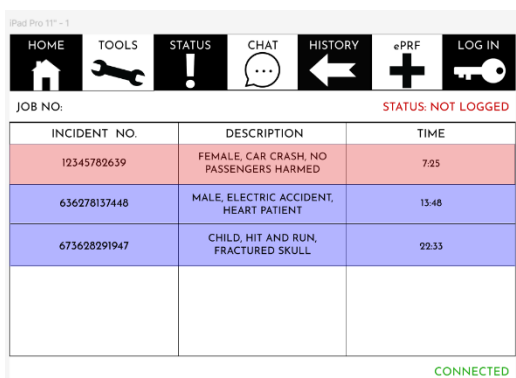 iPad Pro 11" - 1
HOME TOOLS STATUS CHAT HISTORY ePRF LOG IN
JOB NO: STATUS: NOT LOGGED
INCIDENT NO. DESCRIPTION TIME
12345782639 FEMALE, CAR CRASH, NO PASSENGERS HARMED 7:25
636278137448 MALE, ELECTRIC ACCIDENT, HEART PATIENT 13:48
673628291947 CHILD, HIT AND RUN, FRACTURED SKULL 22:33
CONNECTED